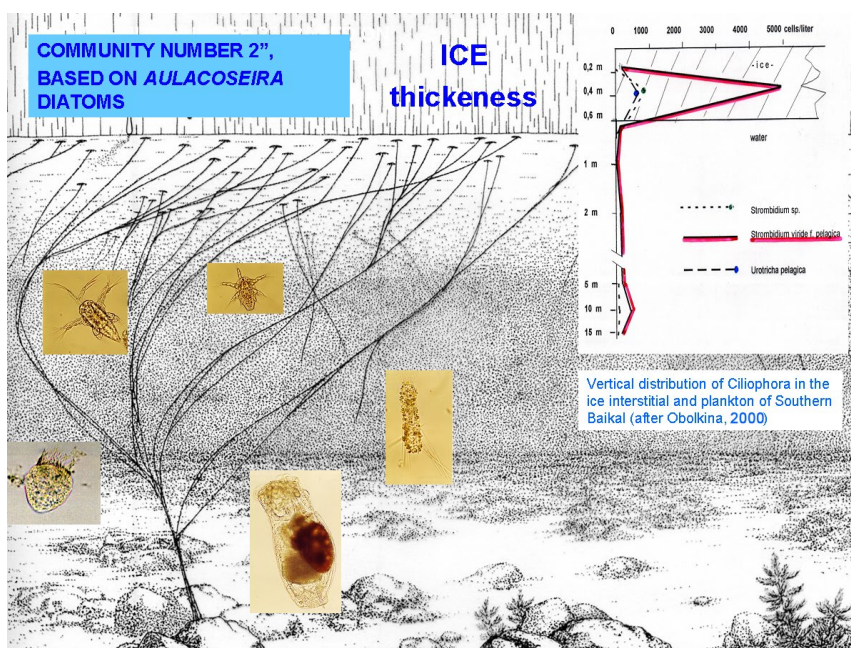 COMMUNITY NUMBER 2”,
BASED ON AULACOSEIRA
DIATOMS
ICE
thickeness
0 1000 3000 4000 5000 cells/liter
0,2 m
-ice-
0,4 m
0,6 m
water
1 m
2 m
Strombidium sp.
Strombidium viride f. pelagica
Urotricha pelagica
5 m
10 m
15 m
Vertical distribution of Ciliophora in the
ice interstitial and plankton of Southern
Baikal (after Obolkina, 2000)